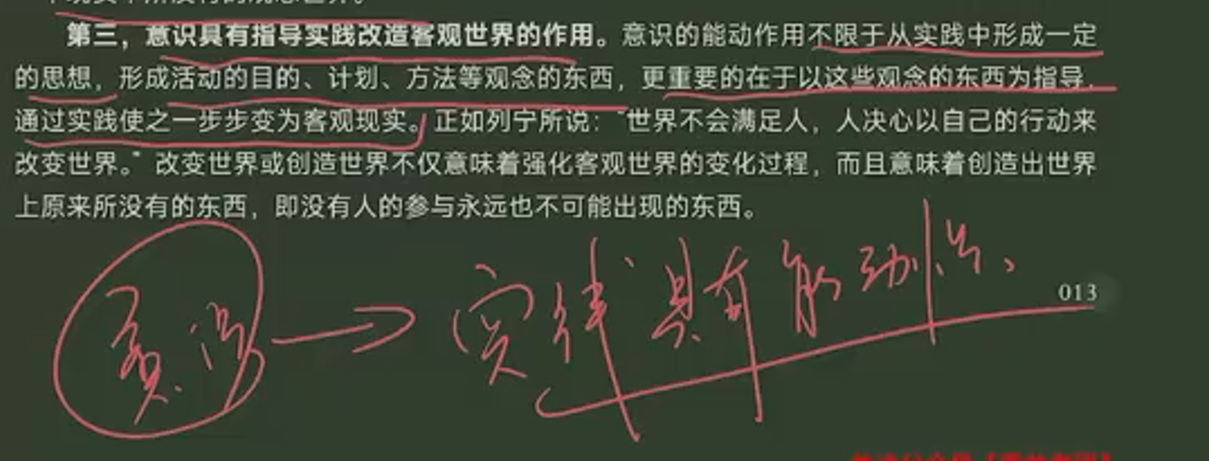 第三，意识具有指导实践改造客观世界的作用。意识的能动作用不限于从实践中形成一定
的思想，形成活动的目的、计划、方法等观念的东西，更重要的在于以这些观念的东西为指导，
通过实践使之一步步变为客观现实。正如列宁所说：“世界不会满足人，人决心以自己的行动来
改变世界。”改变世界或创造世界不仅意味着强化客观世界的变化过程，而且意味着创造出世界
上原来所没有的东西，即没有人的参与永远也不可能出现的东西。
意识 → 实践具有能动性、
013